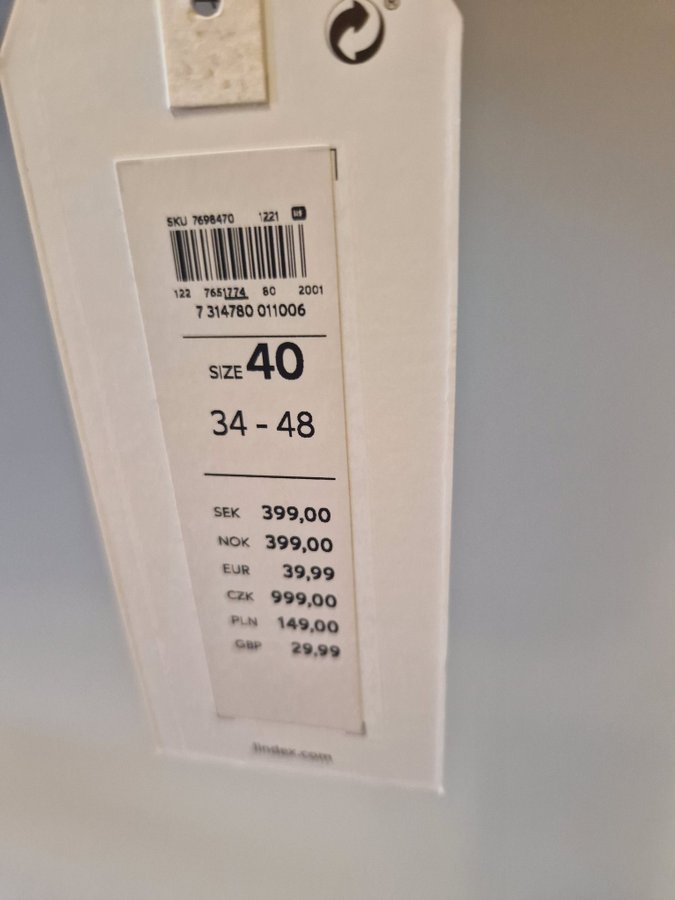 SKU 7698470 1221
122 7651774 80 2001
7 314780 011006
SIZE 40
34 - 48
SEK 399,00
NOK 399,00
EUR 39,99
CZK 999,00
PLN 149,00
GBP 29,99
lindex.com